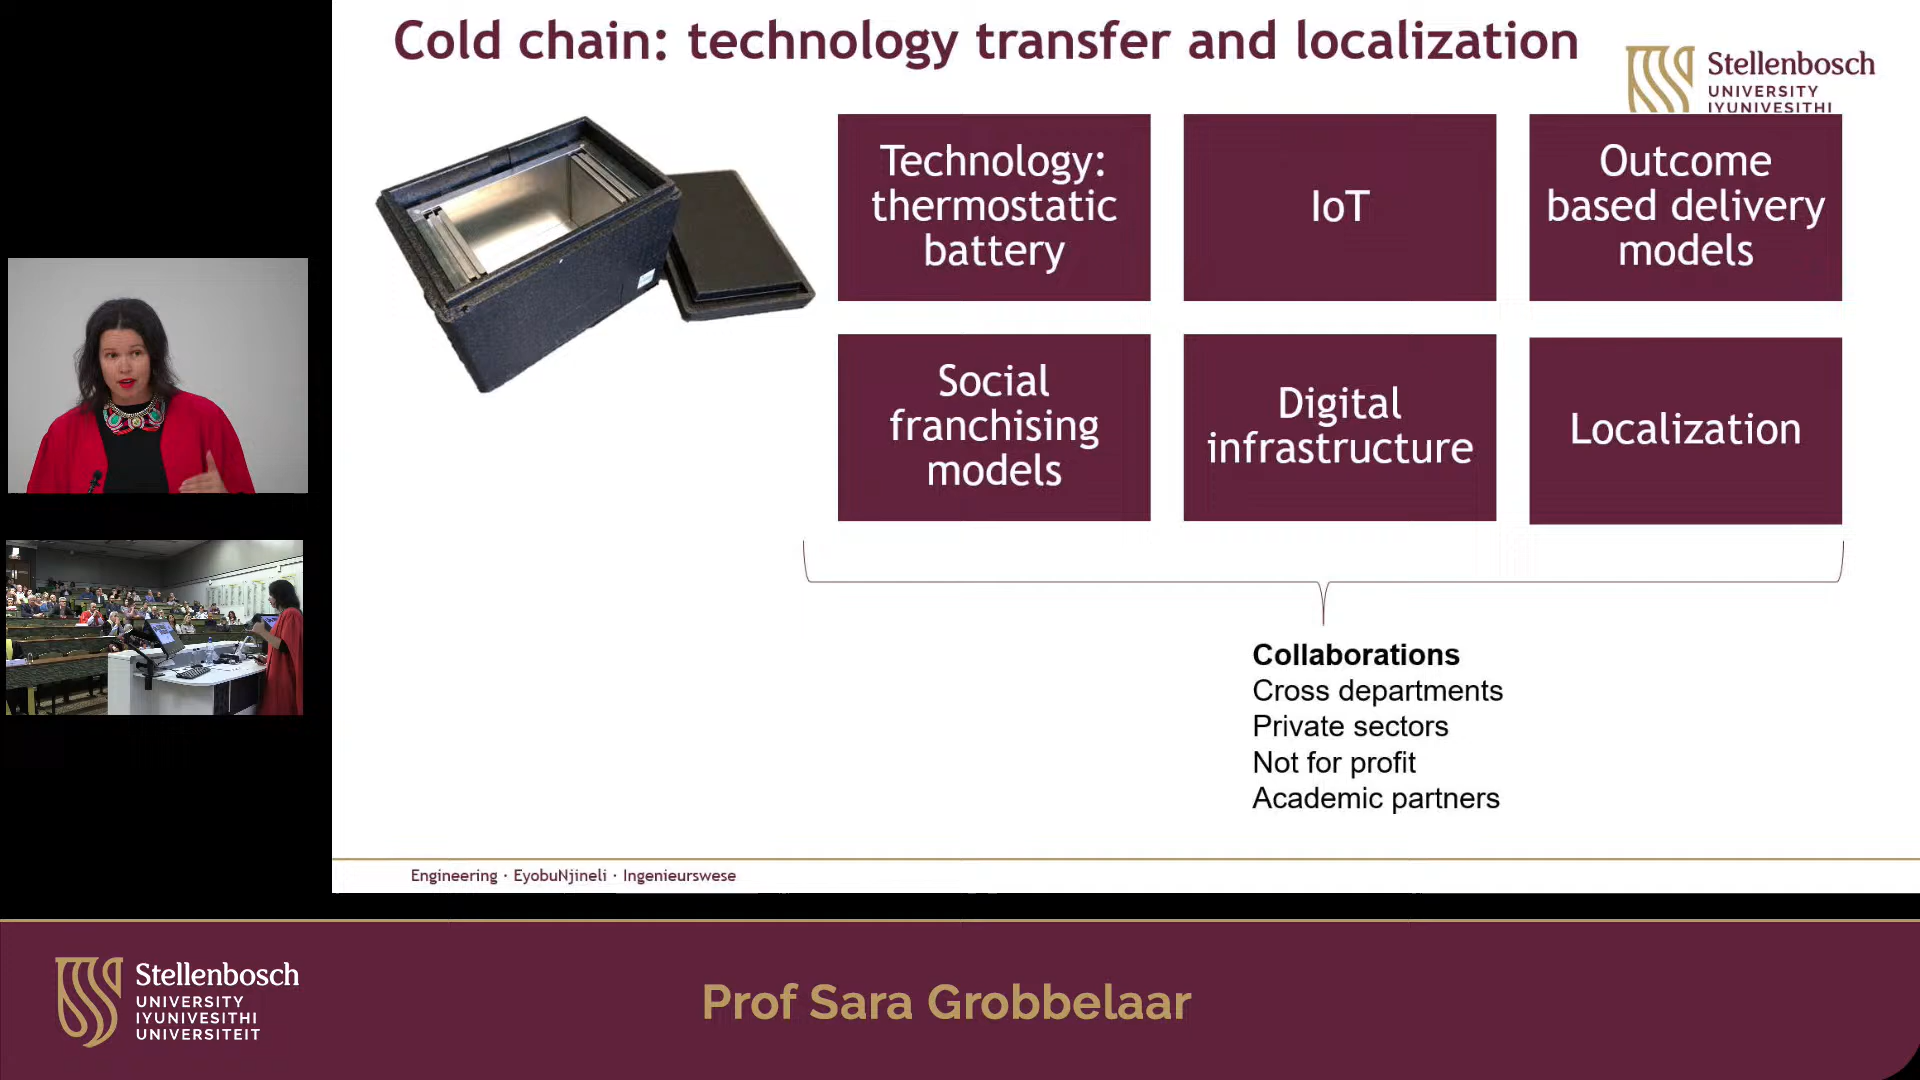 Cold chain: technology transfer and localization
Stellenbosch
UNIVERSITY
IYUNIVESITHI
Technology:
thermostatic
battery
IoT
Outcome
based delivery
models
Social
franchising
models
Digital
infrastructure
Localization
Collaborations
Cross departments
Private sectors
Not for profit
Academic partners
Engineering · EyobuNjineli · Ingenieurswese
Stellenbosch
UNIVERSITY
IYUNIVESITHI
UNIVERSITEIT
Prof Sara Grobbelaar